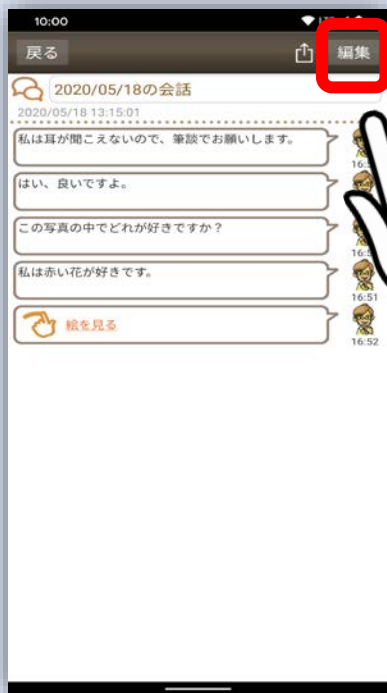 10:00
戻る
編集
2020/05/18の会話
2020/05/18 13:15:01
私は耳が聞こえないので、筆談でお願いします。
はい、良いですよ。
この写真の中でどれが好きですか？
私は赤い花が好きです。
16:51
絵を見る
16:52